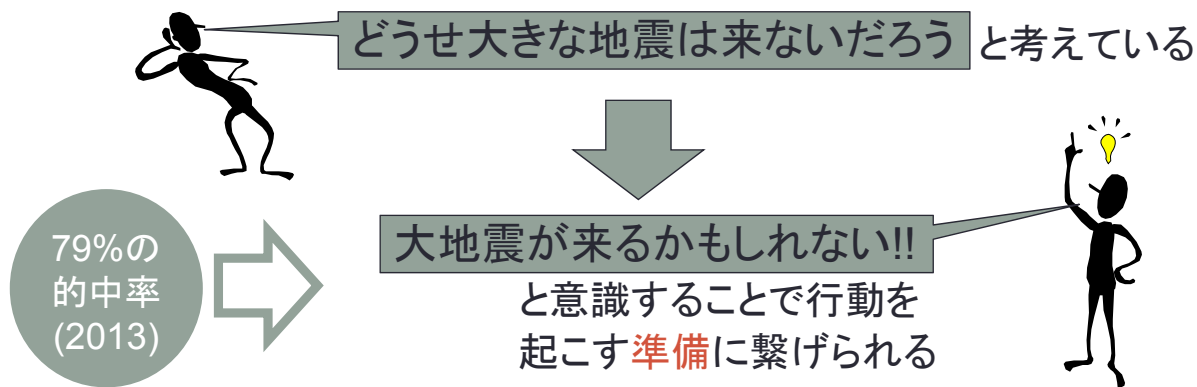 どうせ大きな地震は来ないだろう と考えている
79%の
的中率
(2013)
大地震が来るかもしれない!!
と意識することで行動を
起こす準備に繋げられる